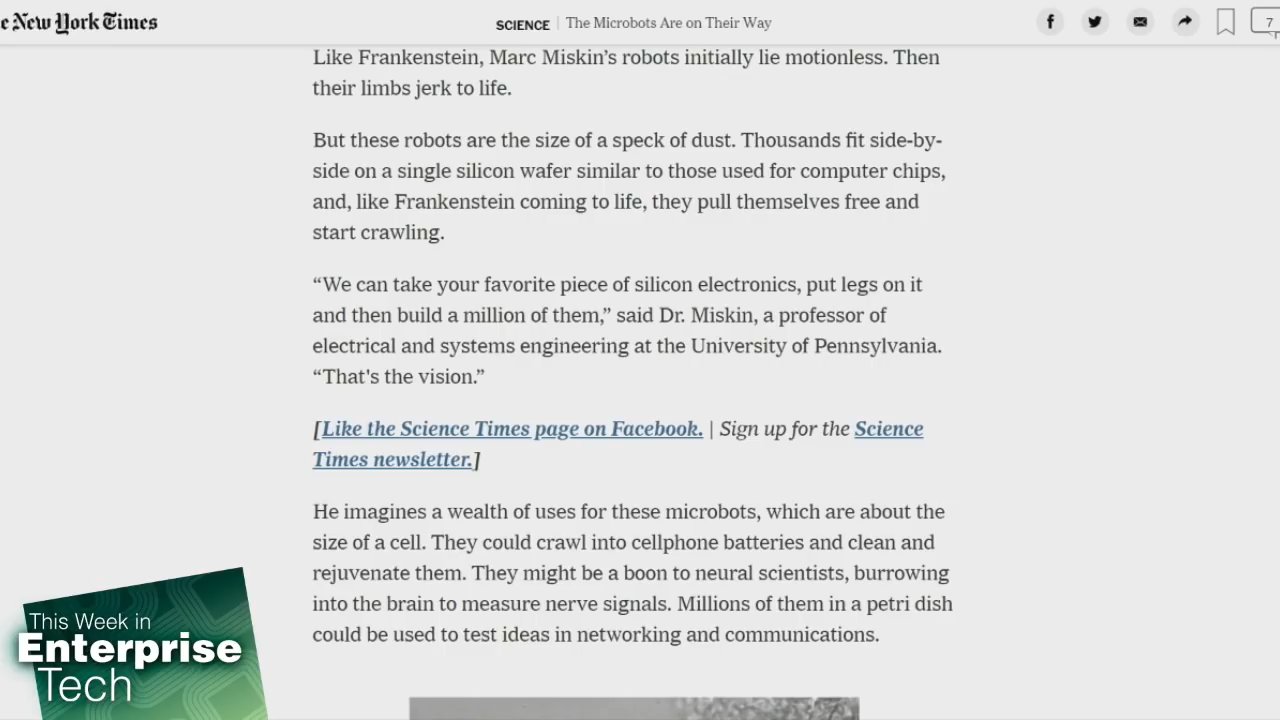 e New York Times
SCIENCE | The Microbots Are on Their Way
7
Like Frankenstein, Marc Miskin’s robots initially lie motionless. Then
their limbs jerk to life.
But these robots are the size of a speck of dust. Thousands fit side-by-
side on a single silicon wafer similar to those used for computer chips,
and, like Frankenstein coming to life, they pull themselves free and
start crawling.
“We can take your favorite piece of silicon electronics, put legs on it
and then build a million of them,” said Dr. Miskin, a professor of
electrical and systems engineering at the University of Pennsylvania.
“That's the vision.”
[Like the Science Times page on Facebook. | Sign up for the Science
Times newsletter.]
He imagines a wealth of uses for these microbots, which are about the
size of a cell. They could crawl into cellphone batteries and clean and
rejuvenate them. They might be a boon to neural scientists, burrowing
into the brain to measure nerve signals. Millions of them in a petri dish
could be used to test ideas in networking and communications.
This Week in
Enterprise
Tech